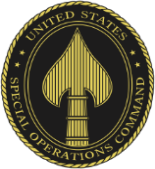 UNITED STATES
SPECIAL OPERATIONS COMMAND